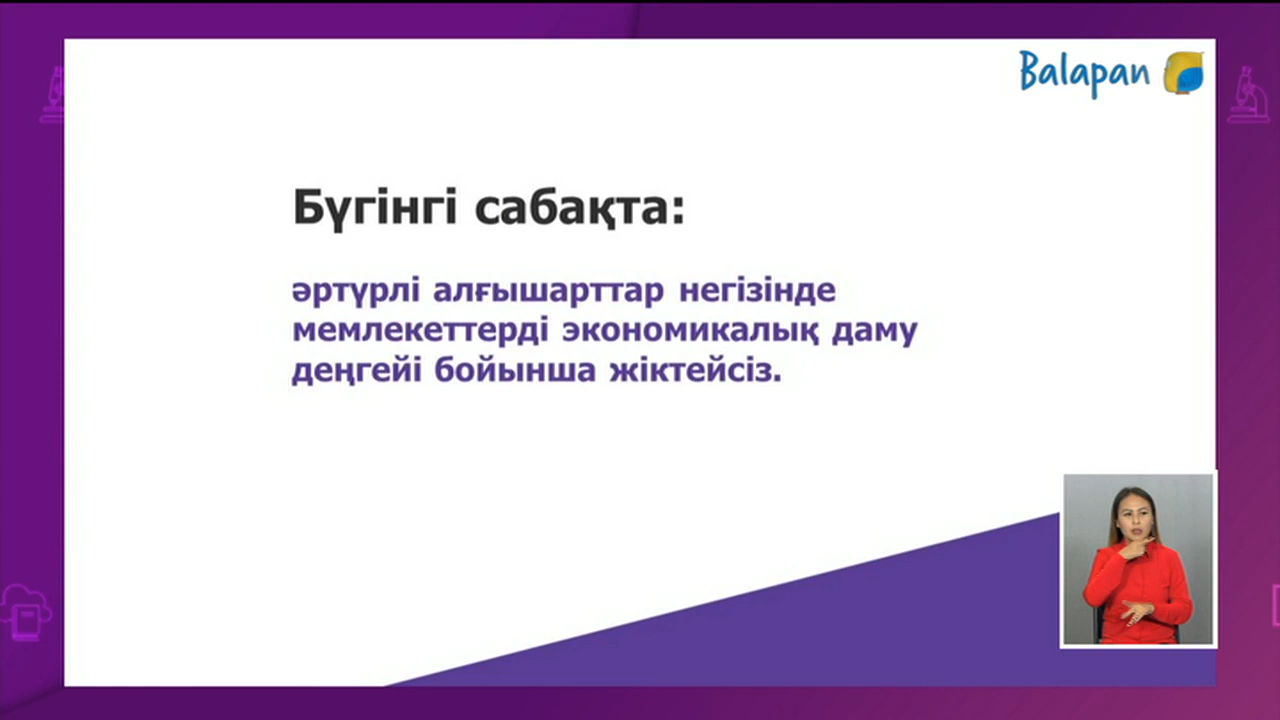 Balapan
Бүгінгі сабақта:
әртүрлі алғышарттар негізінде
мемлекеттерді экономикалық даму
деңгейі бойынша жіктейсіз.